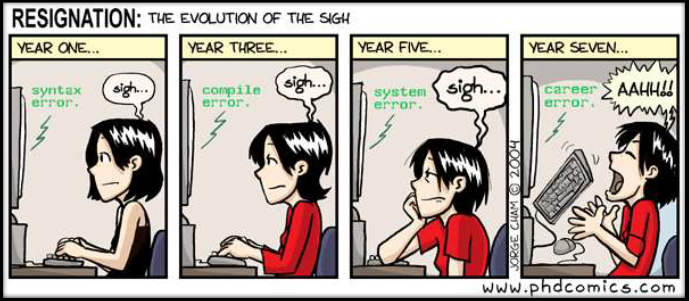 RESIGNATION: THE EVOLUTION OF THE SIGH
YEAR ONE...
syntax
error.
sigh...
YEAR THREE...
compile
error.
sigh...
YEAR FIVE...
system
error.
sigh...
YEAR SEVEN...
career
error.
AAHH!!
JORGE CHAM © 2004
www.phdcomics.com